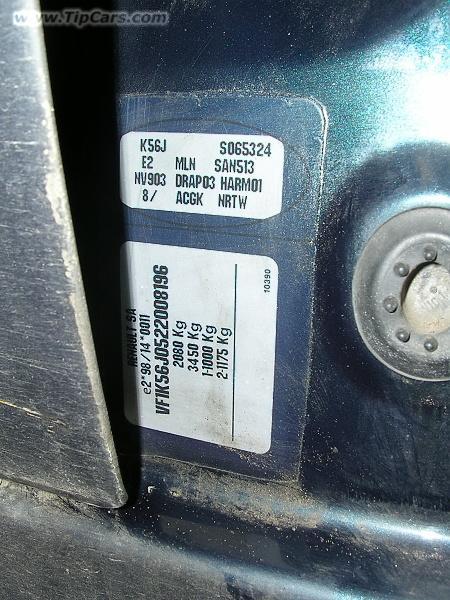 www.TipCars.com
K56J S065324
E2 MLN SAN513
NV903 DRAP03 HARM01
8/ ACGK NRTW
RENAULT SA
e2*98/14*0011
VF1K56J0522008196
2080 Kg
3450 Kg
1-1000 Kg
2-1175 Kg
10390